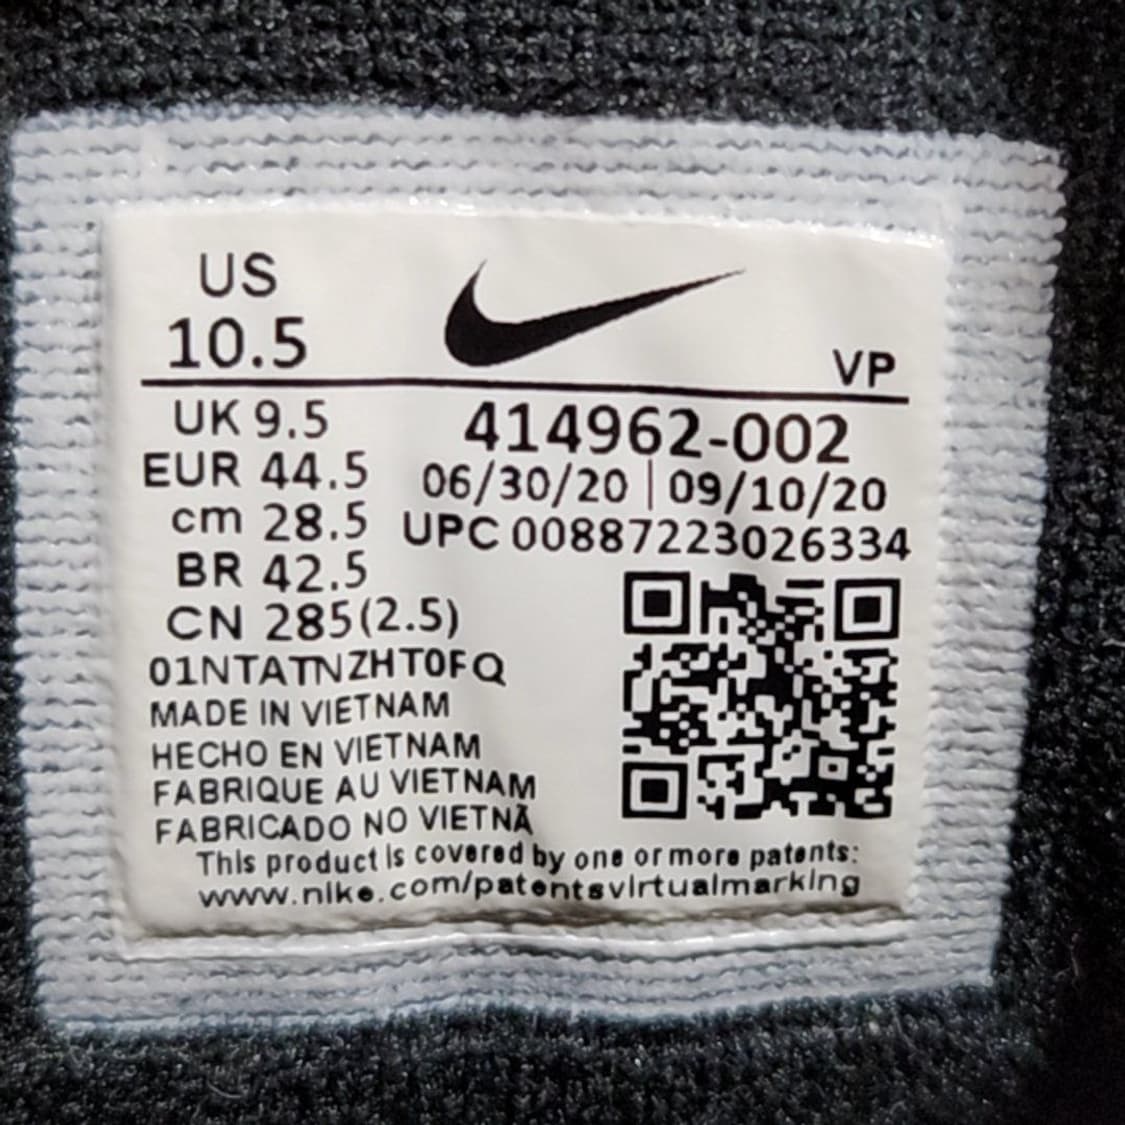 US
10.5
VP
UK 9.5
EUR 44.5
cm 28.5
BR 42.5
CN 285(2.5)
414962-002
06/30/20 | 09/10/20
UPC 00887223026334
01NTATNZHT0FQ
MADE IN VIETNAM
HECHO EN VIETNAM
FABRIQUE AU VIETNAM
FABRICADO NO VIETNÃ
This product is covered by one or more patents:
www.nike.com/patentsvirtualmarking